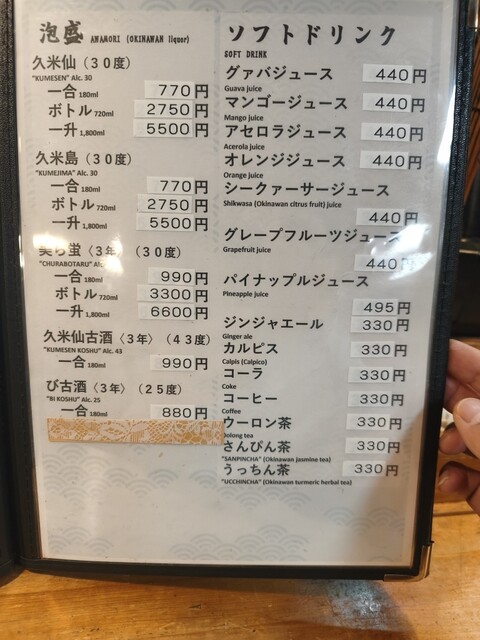 泡盛 AWAMORI (OKINAWAN liquor)
久米仙（30度）
"KUMESEN" Alc. 30
一合 180ml 770円
ボトル 720ml 2750円
一升 1,800ml 5500円
久米島（30度）
"KUMEJIMA" Alc. 30
一合 180ml 770円
ボトル 720ml 2750円
一升 1,800ml 5500円
美ら蛍〈3年〉（30度）
"CHURABOTARU" Alc
一合 180ml 990円
ボトル 720ml 3300円
一升 1,800ml 6600円
久米仙古酒〈3年〉（43度）
"KUMESEN KOSHU" Alc. 43
一合 180ml 990円
び古酒〈3年〉（25度）
"BI KOSHU" Alc. 25
一合 180ml 880円
ソフトドリンク
SOFT DRINK
グァバジュース 440円
Guava juice
マンゴージュース 440円
Mango juice
アセロラジュース 440円
Acerola juice
オレンジジュース 440円
Orange juice
シークァーサージュース
Shikwasa (Okinawan citrus fruit) juice
440円
グレープフルーツジュース
Grapefruit juice
440円
パイナップルジュース
Pineapple juice
495円
ジンジャエール 330円
Ginger ale
カルピス 330円
Calpis (Calpico)
コーラ 330円
Coke
コーヒー 330円
Coffee
ウーロン茶 330円
Oolong tea
さんぴん茶 330円
"SANPINCHA" (Okinawan jasmine tea)
うっちん茶 330円
"UCCHINCHA" (Okinawan turmeric herbal tea)